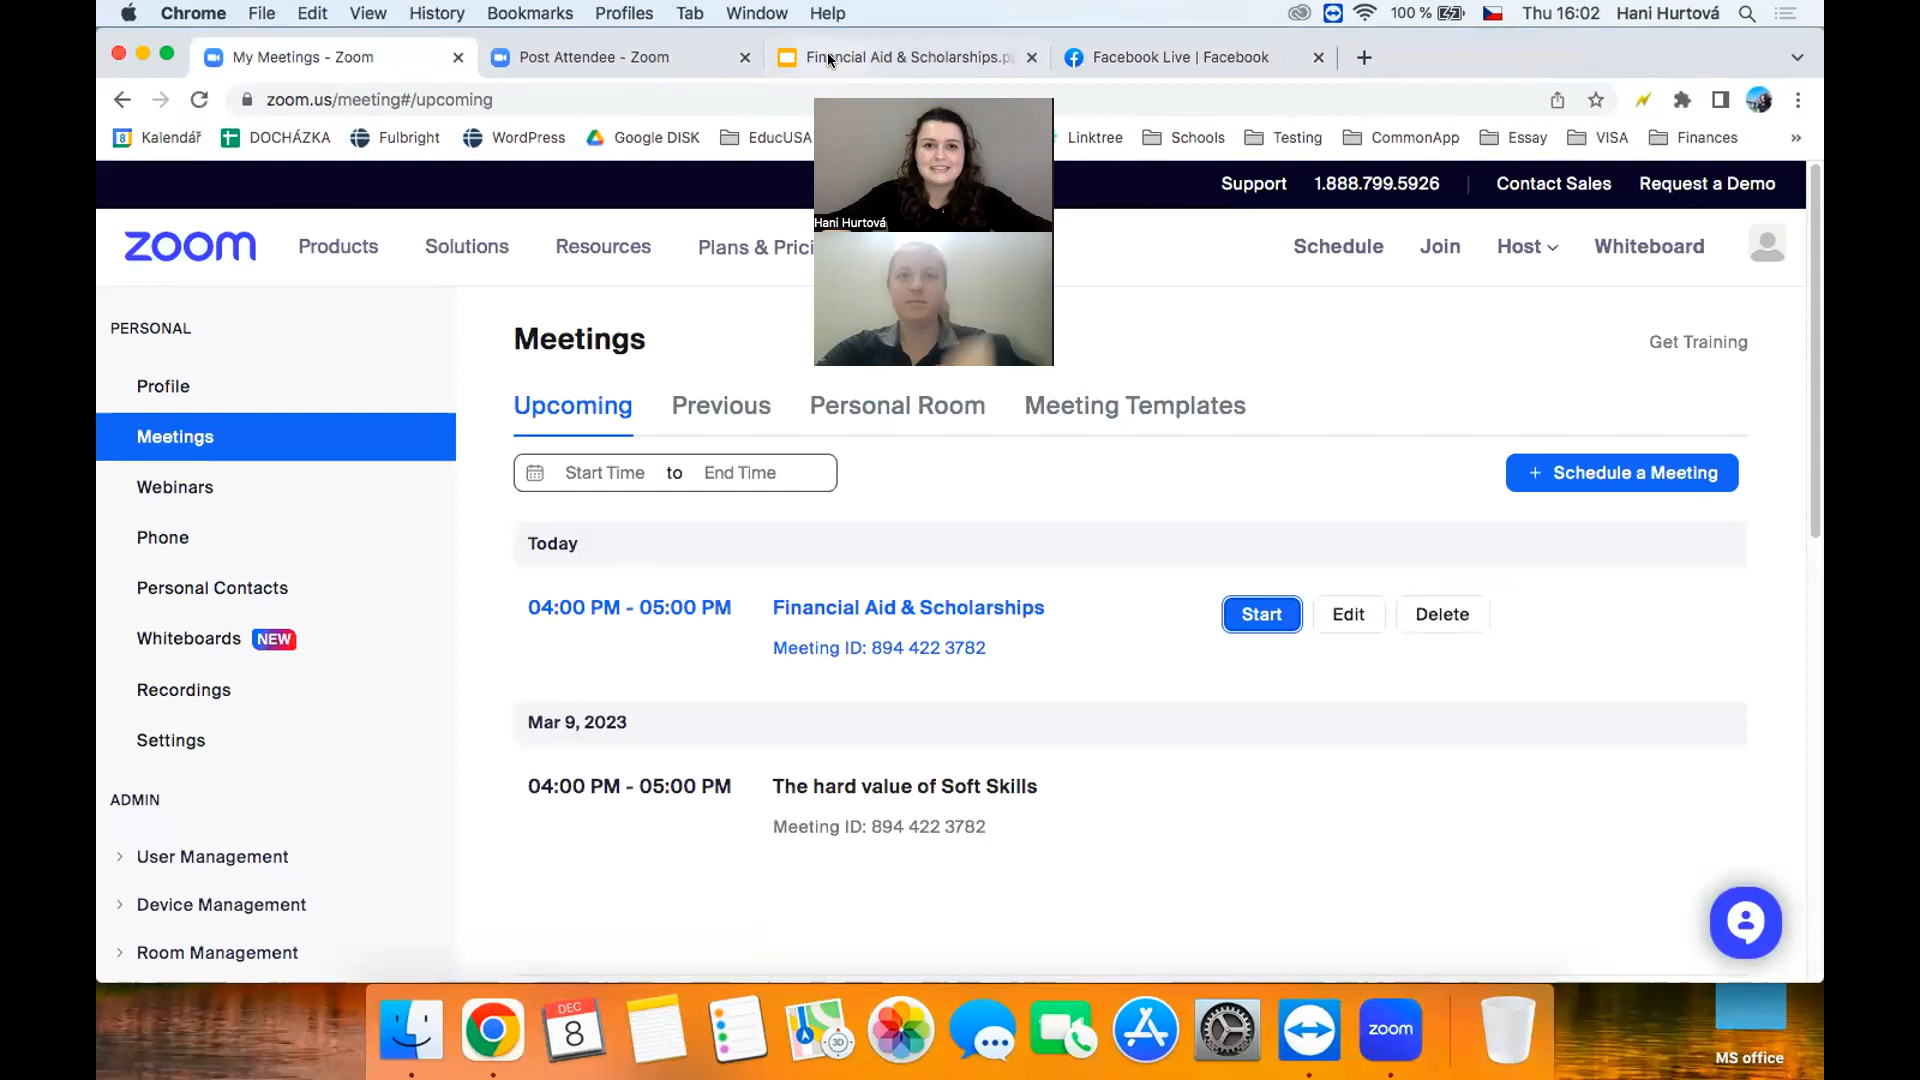 Chrome File Edit View History Bookmarks Profiles Tab Window Help 100 % Thu 16:02 Hani Hurtová
My Meetings - Zoom Post Attendee - Zoom Financial Aid & Scholarships.p Facebook Live | Facebook
zoom.us/meeting#/upcoming
8 Kalendář DOCHÁZKA Fulbright WordPress Google DISK EducUSA Linktree Schools Testing CommonApp Essay VISA Finances »
Support 1.888.799.5926 Contact Sales Request a Demo
Hani Hurtová
zoom Products Solutions Resources Plans & Prici Schedule Join Host Whiteboard
PERSONAL
Profile
Meetings
Webinars
Phone
Personal Contacts
Whiteboards NEW
Recordings
Settings
ADMIN
User Management
Device Management
Room Management
Meetings
Get Training
Upcoming Previous Personal Room Meeting Templates
Start Time to End Time
+ Schedule a Meeting
Today
04:00 PM - 05:00 PM Financial Aid & Scholarships Start Edit Delete
Meeting ID: 894 422 3782
Mar 9, 2023
04:00 PM - 05:00 PM The hard value of Soft Skills
Meeting ID: 894 422 3782
DEC
8
3D
zoom
MS office